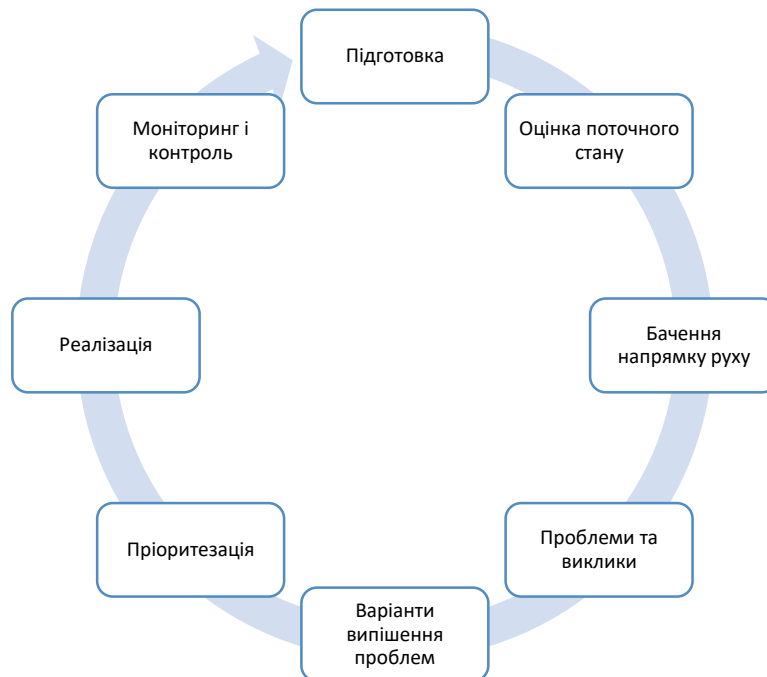 Підготовка
Оцінка поточного
стану
Бачення
напрямку руху
Проблеми та
виклики
Варіанти
випішення
проблем
Пріоритезація
Реалізація
Моніторинг і
контроль